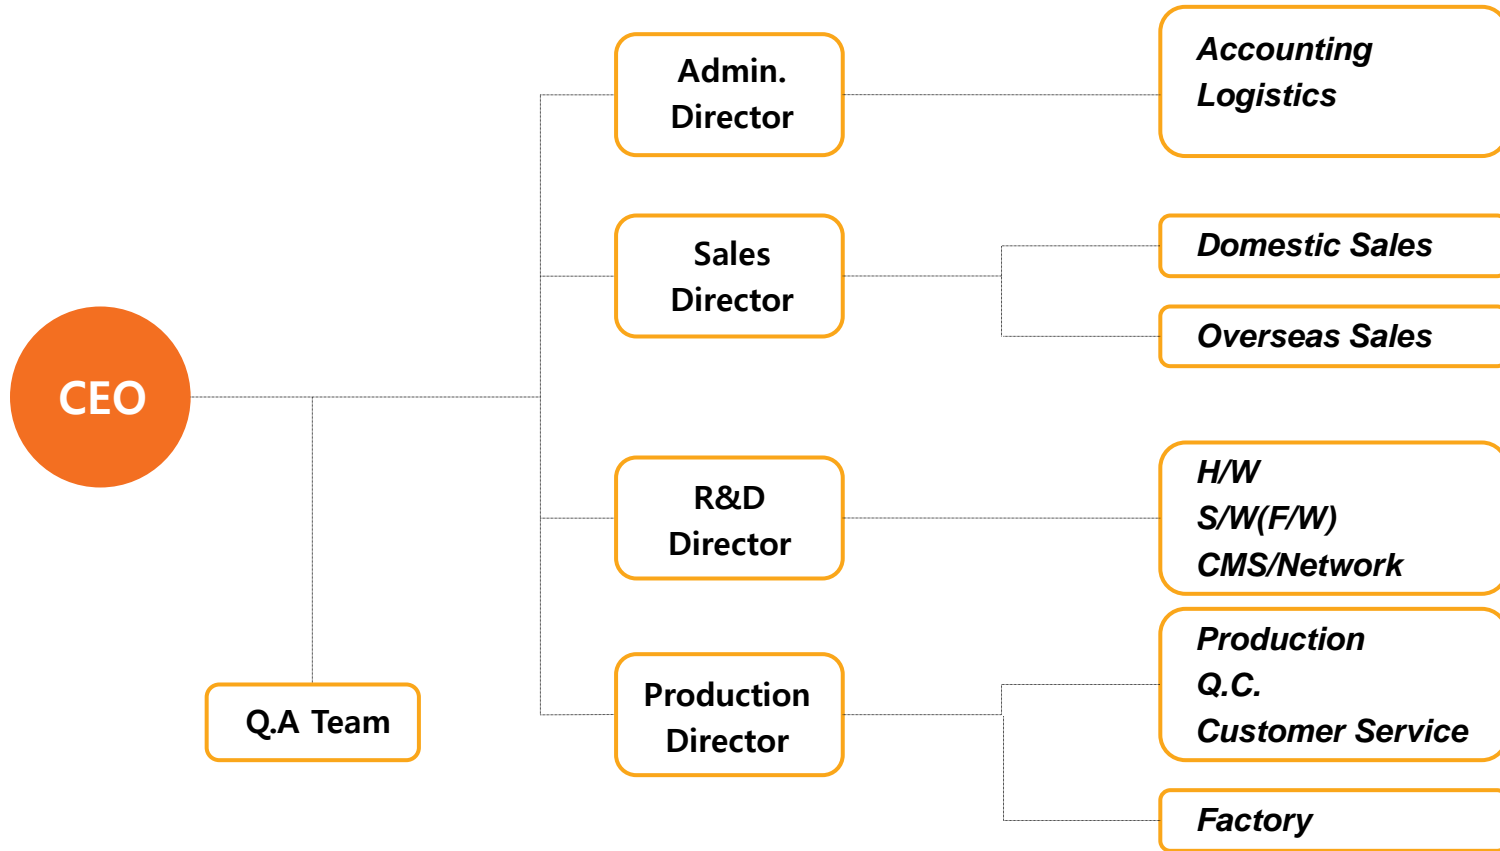 CEO
Q.A Team
Admin.
Director
Accounting
Logistics
Sales
Director
Domestic Sales
Overseas Sales
R&D
Director
H/W
S/W(F/W)
CMS/Network
Production
Director
Production
Q.C.
Customer Service
Factory